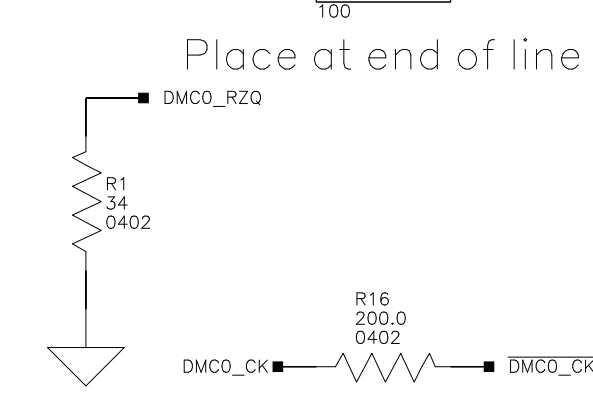 100
Place at end of line
DMC0_RZQ
R1
34
0402
R16
200.0
0402
DMC0_CK
DMC0_CK